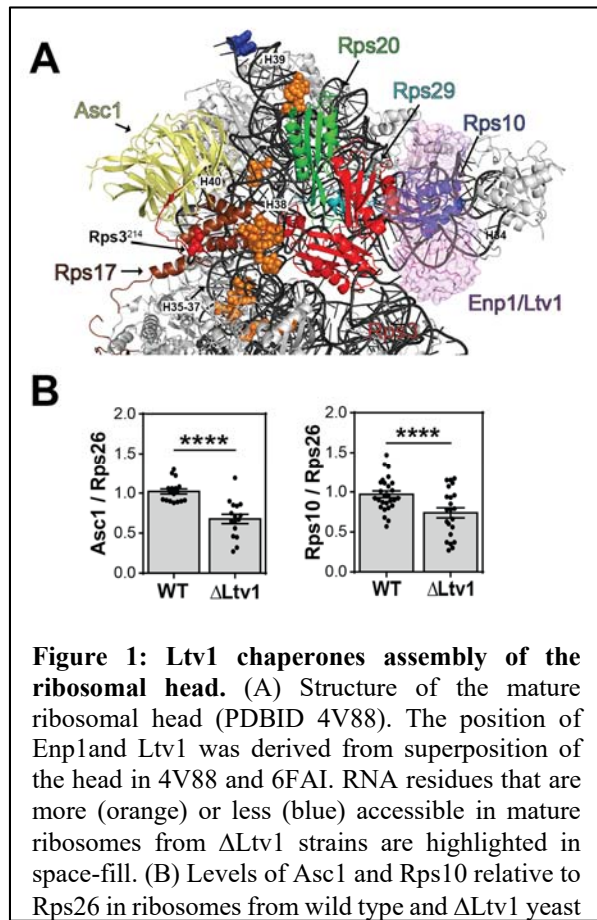 A
H39
Rps20
Rps29
Rps10
Asc1
H40
H38
Rps3²¹⁴
H34
Rps17
H35-37
Enp1/Ltv1
Rps3
B
Asc1 / Rps26
2.0
1.5
1.0
0.5
0.0
****
WT ΔLtv1
Rps10 / Rps26
2.0
1.5
1.0
0.5
0.0
****
WT ΔLtv1
Figure 1: Ltv1 chaperones assembly of the
ribosomal head. (A) Structure of the mature
ribosomal head (PDBID 4V88). The position of
Enp1and Ltv1 was derived from superposition of
the head in 4V88 and 6FAI. RNA residues that are
more (orange) or less (blue) accessible in mature
ribosomes from ΔLtv1 strains are highlighted in
space-fill. (B) Levels of Asc1 and Rps10 relative to
Rps26 in ribosomes from wild type and ΔLtv1 yeast